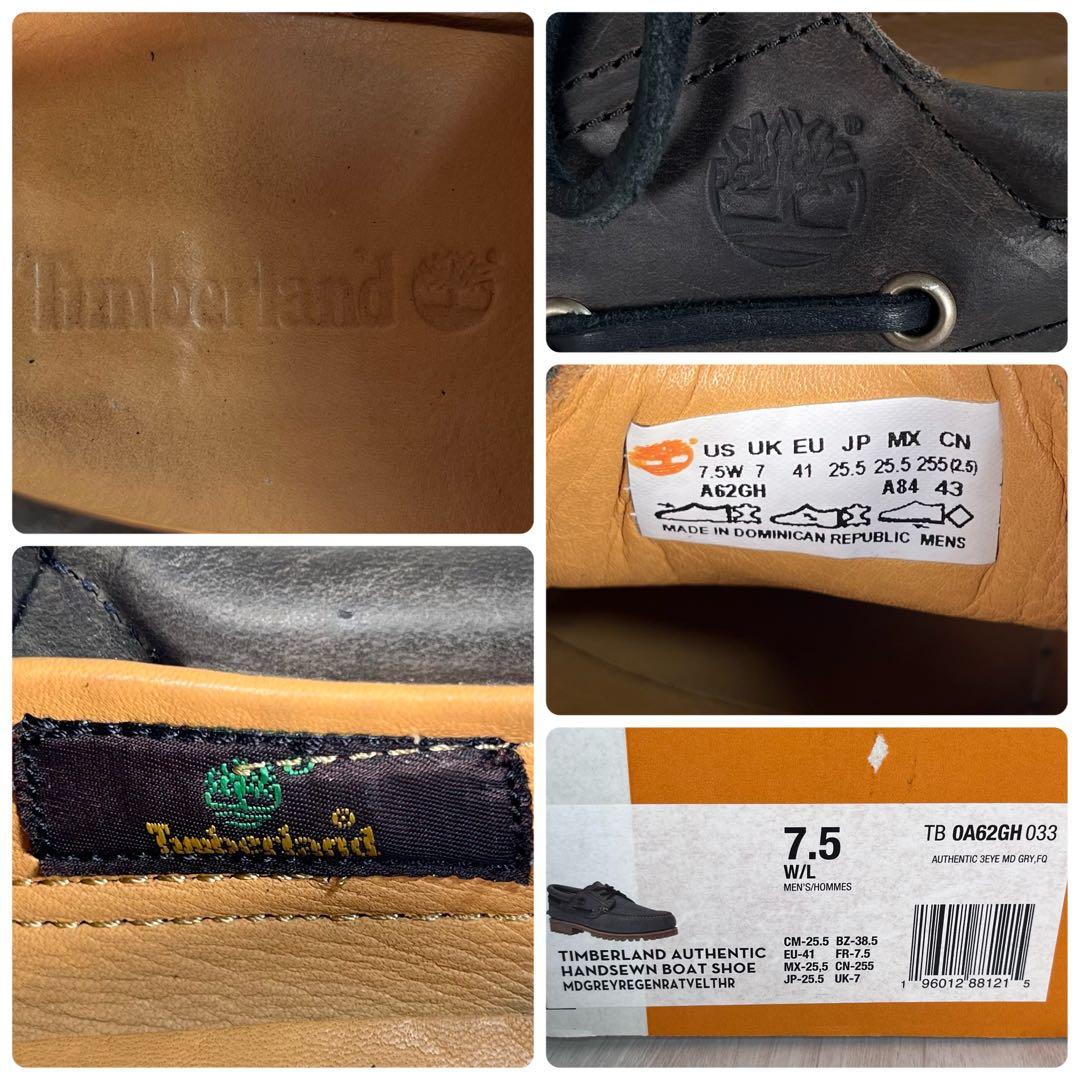 Timberland ®
®
US UK EU JP MX CN
7.5W 7 41 25.5 25.5 255(2.5)
A62GH A84 43
MADE IN DOMINICAN REPUBLIC MENS
Timberland®
7.5
W/L
MEN'S/HOMMES
TB 0A62GH 033
AUTHENTIC 3EYE MD GRY,FQ
TIMBERLAND AUTHENTIC
HANDSEWN BOAT SHOE
MDGREYREGENRATVELTHR
CM-25.5 BZ-38.5
EU-41 FR-7.5
MX-25,5 CN-255
JP-25.5 UK-7
1 96012 88121 5